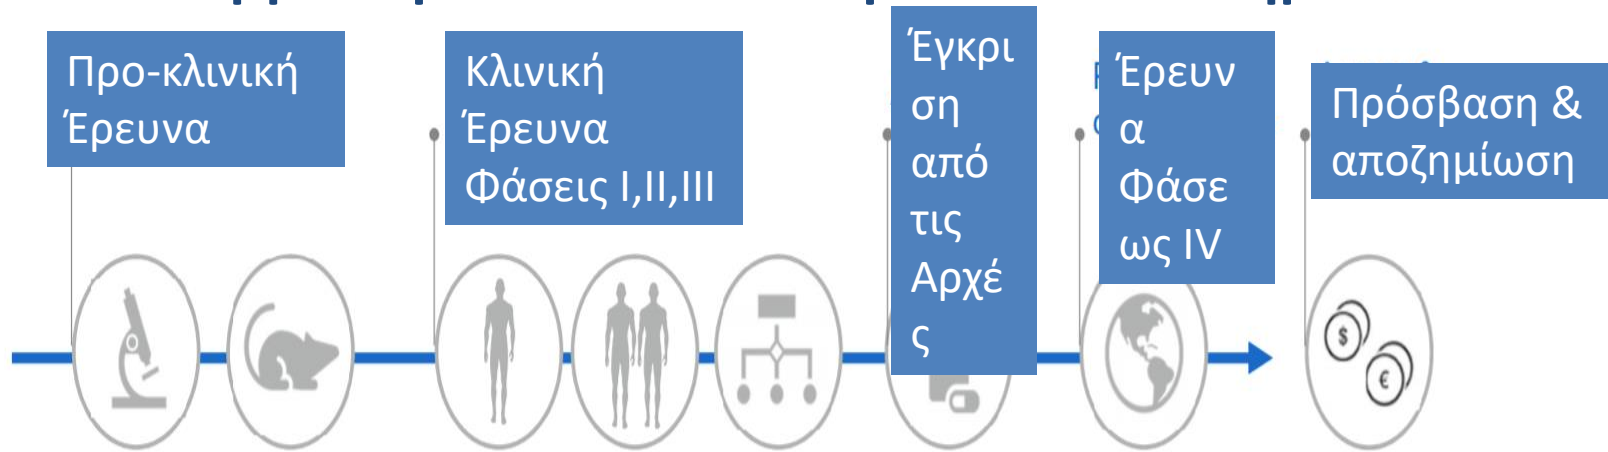 Προ-κλινική
Έρευνα
Κλινική
Έρευνα
Φάσεις I,II,III
Έγκρι
ση
από
τις
Αρχέ
ς
Έρευν
α
Φάσε
ως IV
Πρόσβαση &
αποζημίωση
$
€